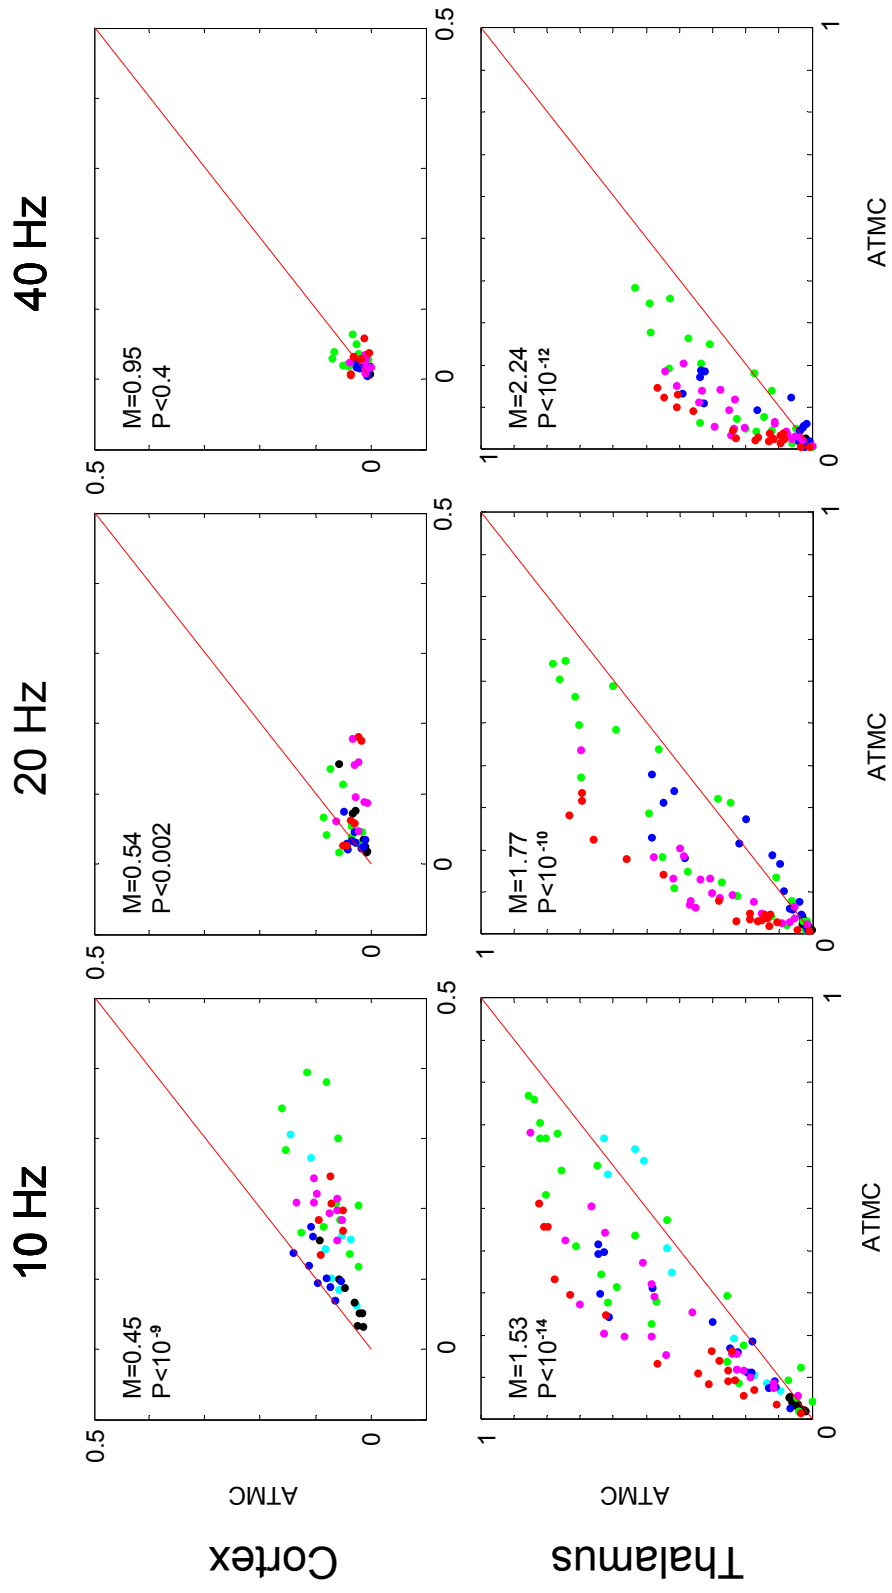 10 Hz
20 Hz
40 Hz
Cortex
ATMC
0.5
0
M=0.45
P<10-9
0.5
0.5
0
0
M=0.54
P<0.002
0.5
0.5
0
0
M=0.95
P<0.4
0.5
0
Thalamus
ATMC
1
M=1.53
P<10-14
0
1
ATMC
1
M=1.77
P<10-10
0
1
ATMC
1
M=2.24
P<10-12
0
1
ATMC